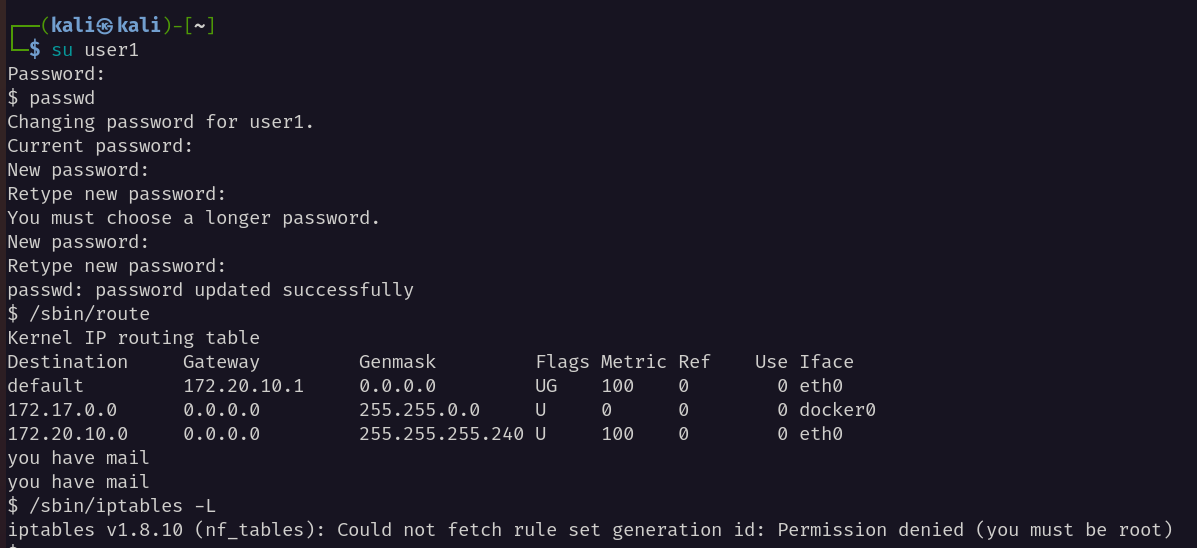 ┌──(kali㉿kali)-[~]
└─$ su user1
Password:
$ passwd
Changing password for user1.
Current password:
New password:
Retype new password:
You must choose a longer password.
New password:
Retype new password:
passwd: password updated successfully
$ /sbin/route
Kernel IP routing table
Destination     Gateway         Genmask         Flags Metric Ref    Use Iface
default         172.20.10.1     0.0.0.0         UG    100    0        0 eth0
172.17.0.0      0.0.0.0         255.255.0.0     U     0      0        0 docker0
172.20.10.0     0.0.0.0         255.255.255.240 U     100    0        0 eth0
you have mail
you have mail
$ /sbin/iptables -L
iptables v1.8.10 (nf_tables): Could not fetch rule set generation id: Permission denied (you must be root)